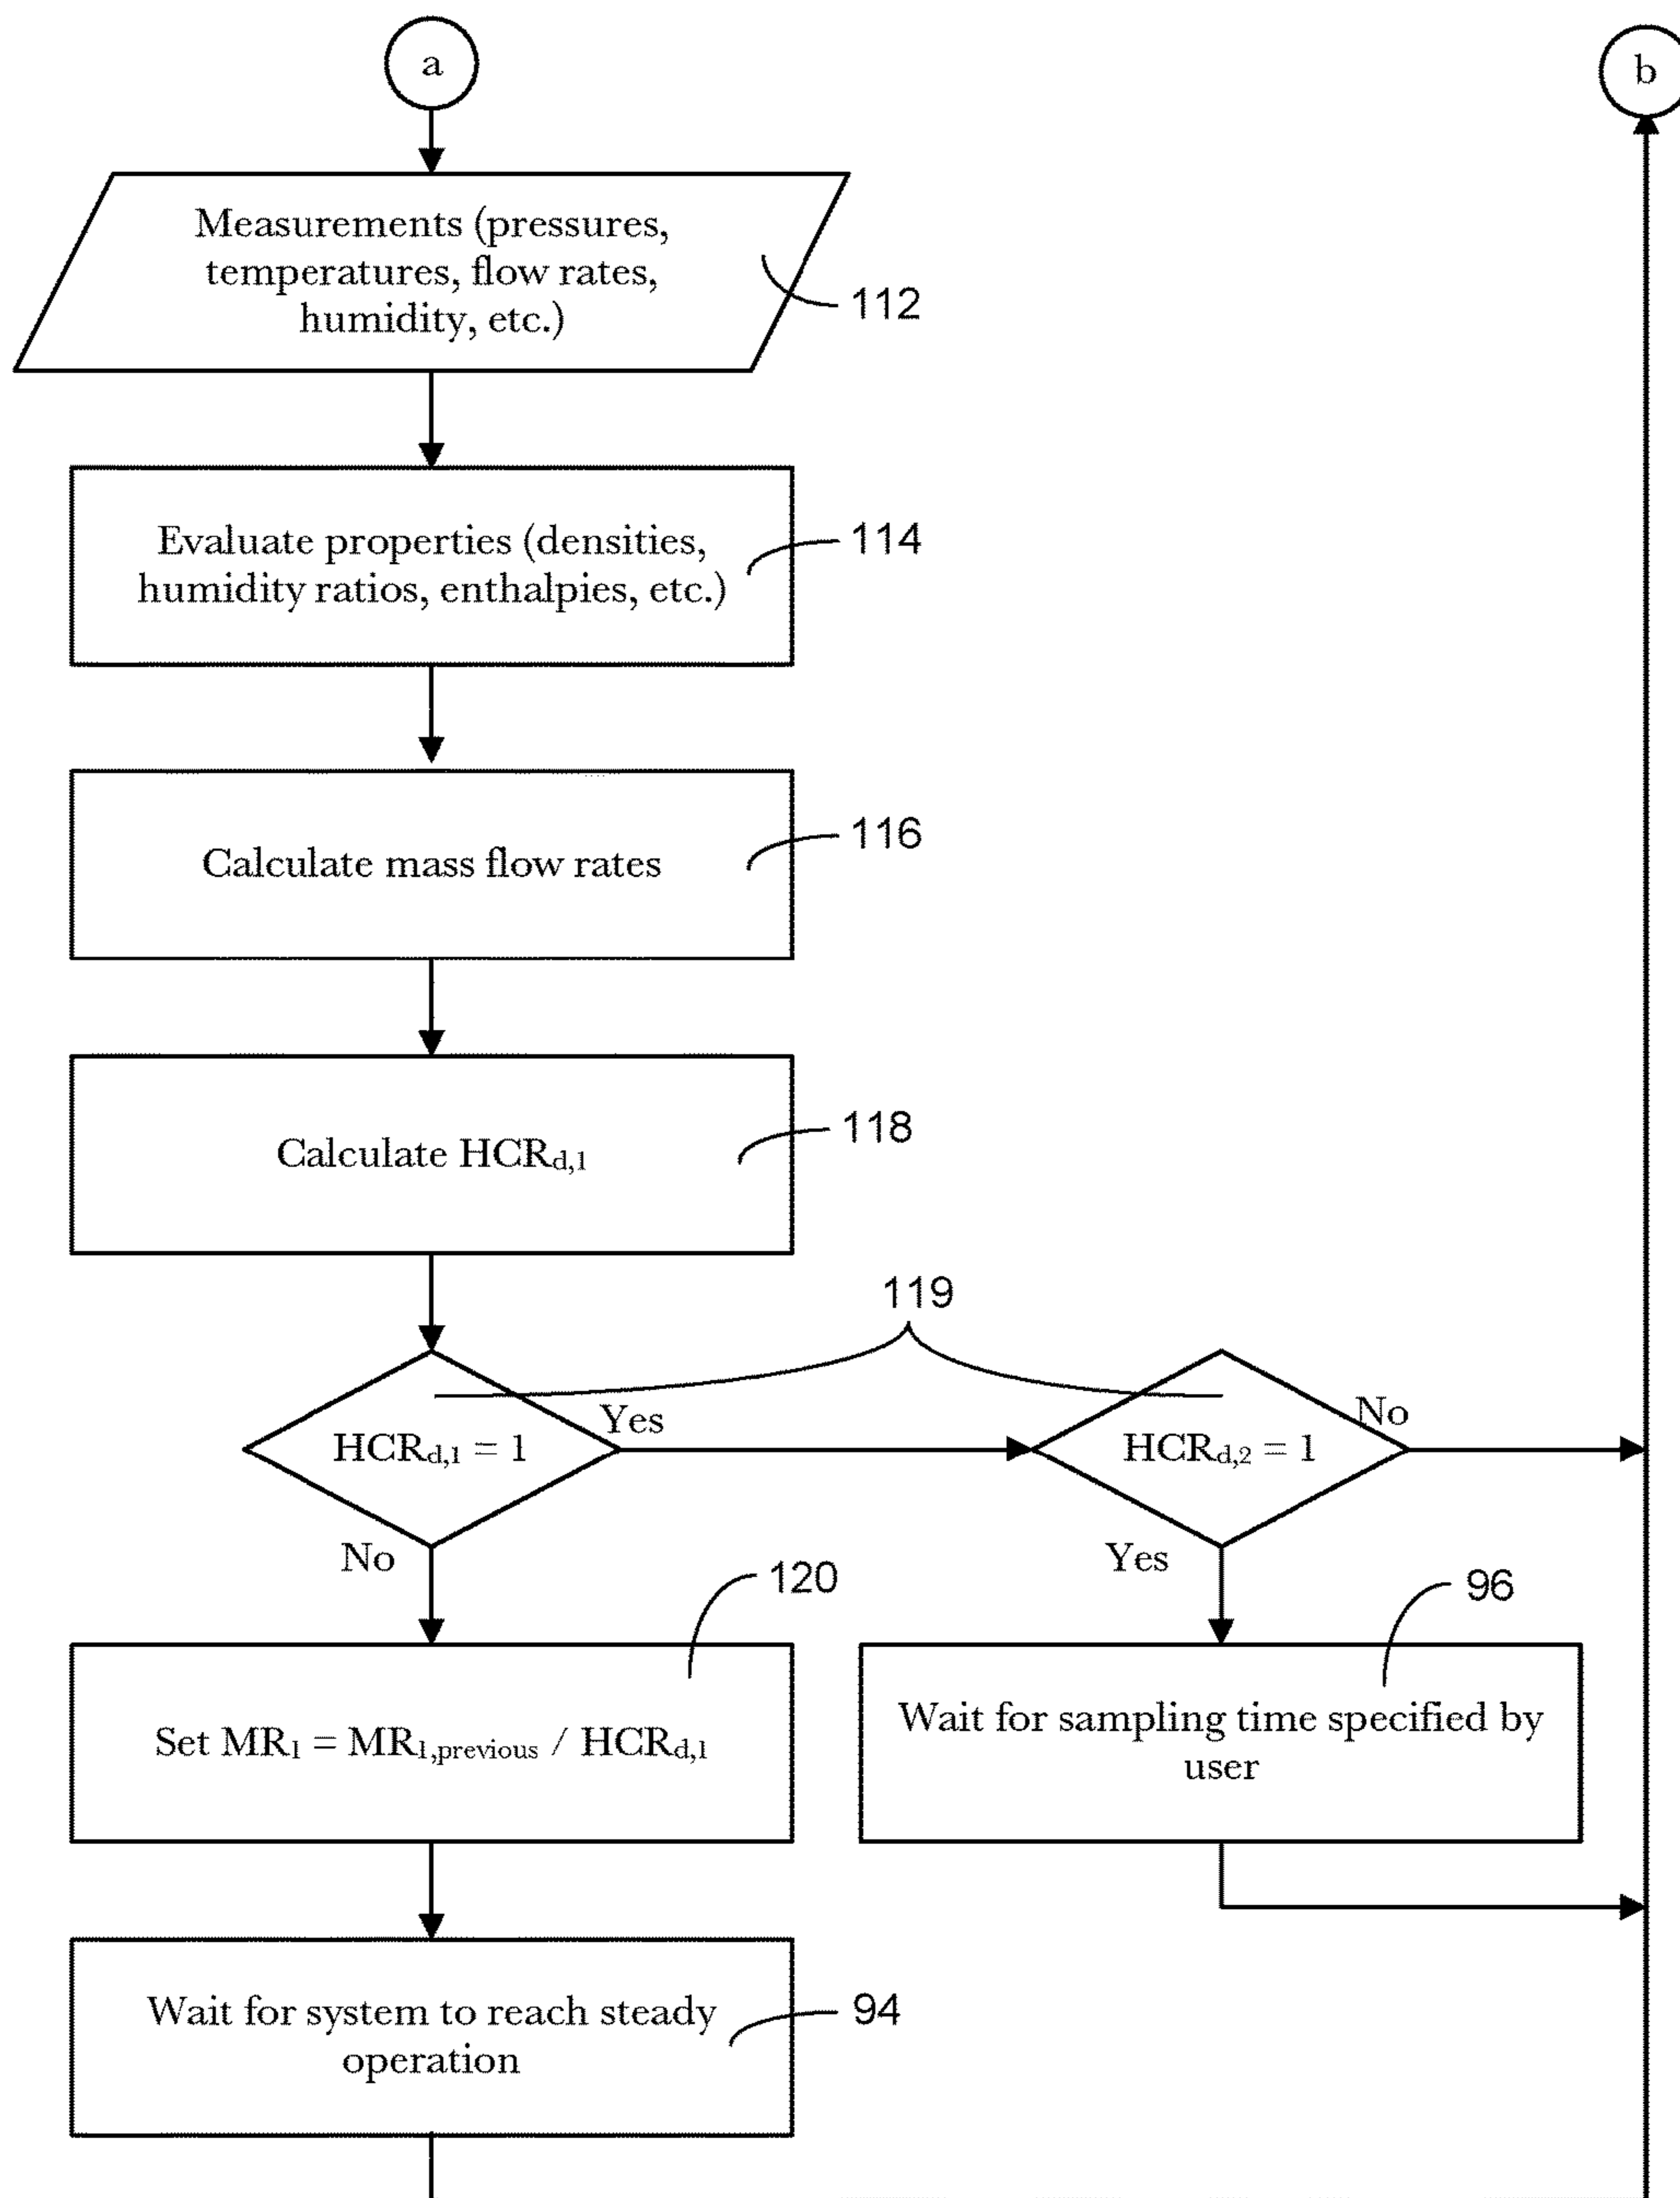 a
b
Measurements (pressures,
temperatures, flow rates,
humidity, etc.)
112
Evaluate properties (densities,
humidity ratios, enthalpies, etc.)
114
Calculate mass flow rates
116
Calculate HCRd,1
118
119
HCRd,1 = 1
Yes
No
HCRd,2 = 1
No
Yes
120
Set MR1 = MR1,previous / HCRd,1
96
Wait for sampling time specified by
user
Wait for system to reach steady
operation
94